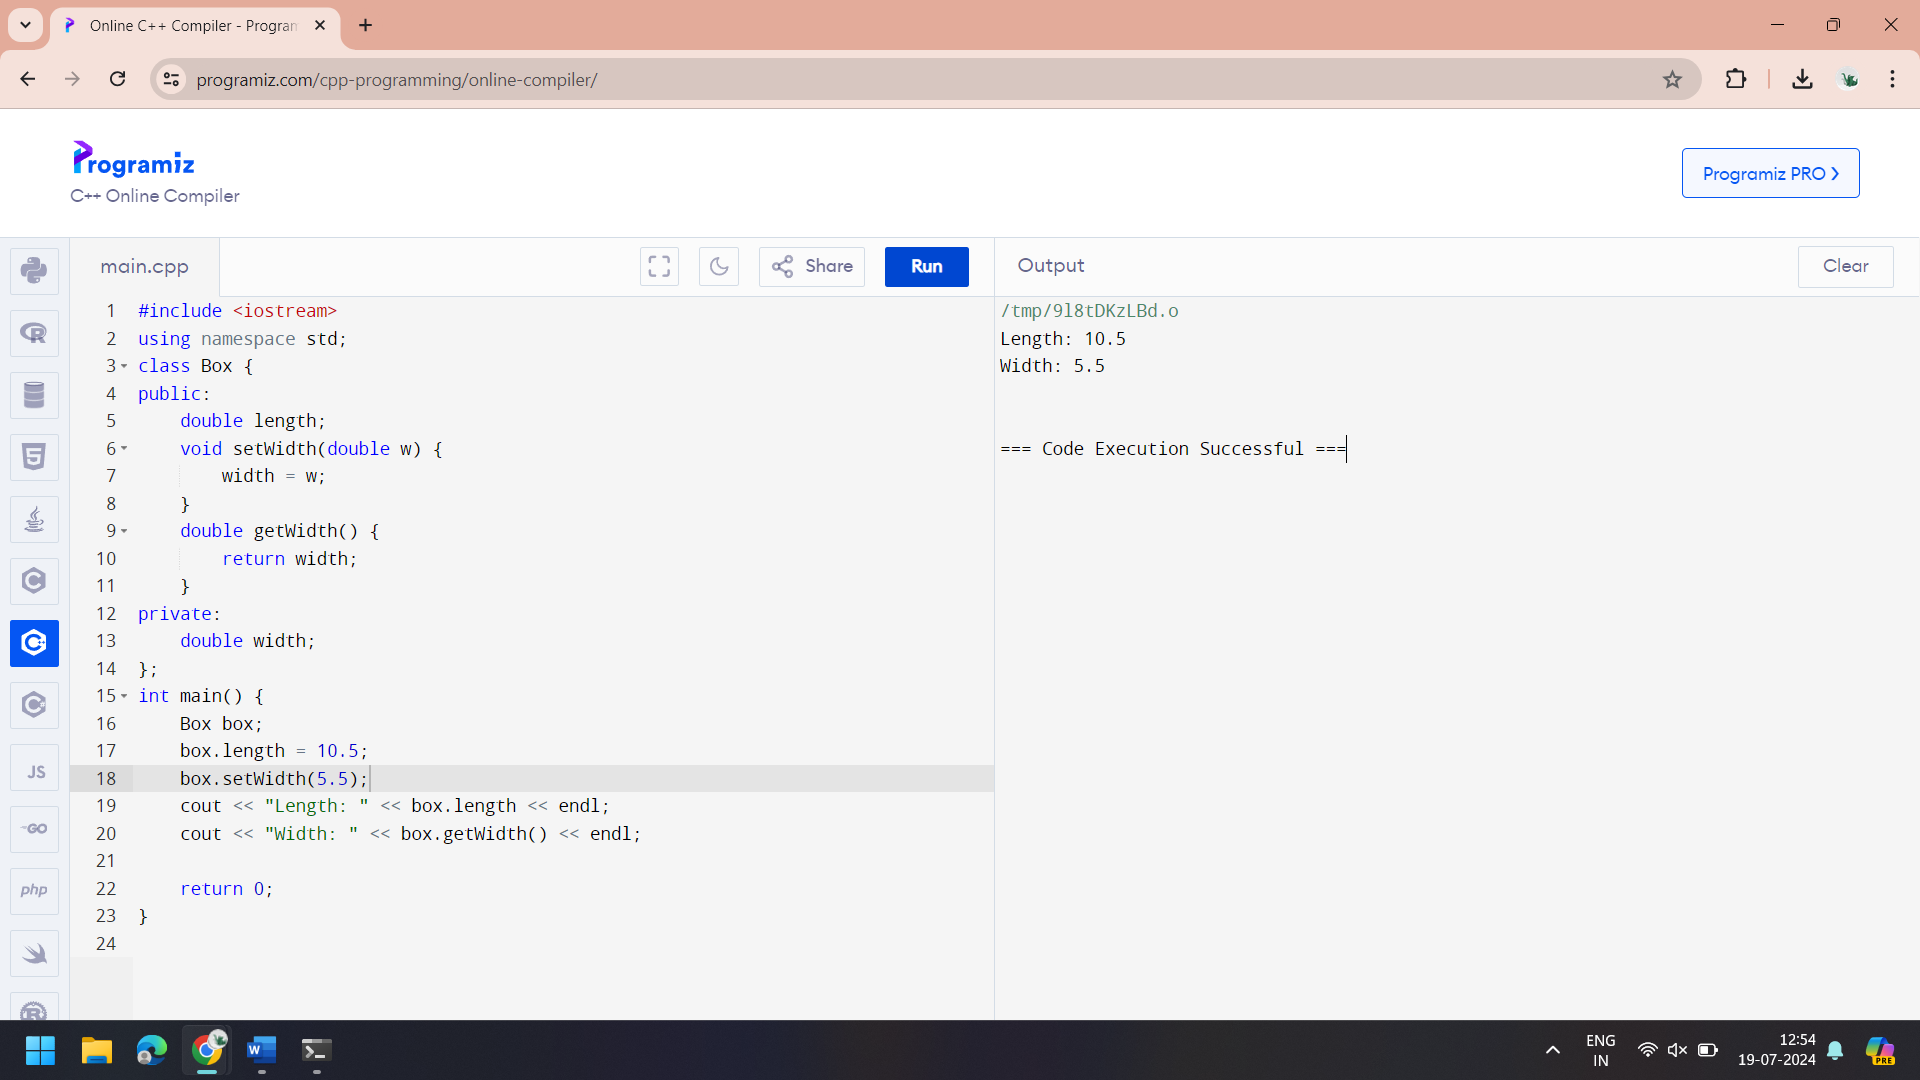 Online C++ Compiler - Program
programiz.com/cpp-programming/online-compiler/
Programiz
C++ Online Compiler
Programiz PRO
main.cpp
Share
Run
Output
Clear
1 #include <iostream>
2 using namespace std;
3 class Box {
4 public:
5 double length;
6 void setWidth(double w) {
7 width = w;
8 }
9 double getWidth() {
10 return width;
11 }
12 private:
13 double width;
14 };
15 int main() {
16 Box box;
17 box.length = 10.5;
18 box.setWidth(5.5);
19 cout << "Length: " << box.length << endl;
20 cout << "Width: " << box.getWidth() << endl;
21
22 return 0;
23 }
24
/tmp/9l8tDKzLBd.o
Length: 10.5
Width: 5.5
=== Code Execution Successful ===
JS
GO
php
ENG
IN
12:54
19-07-2024
PRE